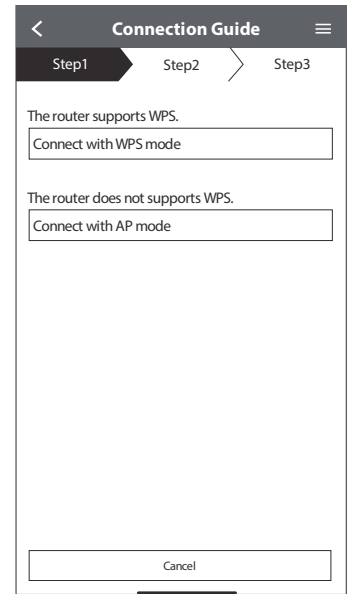 Connection Guide
Step1 Step2 Step3
The router supports WPS.
Connect with WPS mode
The router does not supports WPS.
Connect with AP mode
Cancel